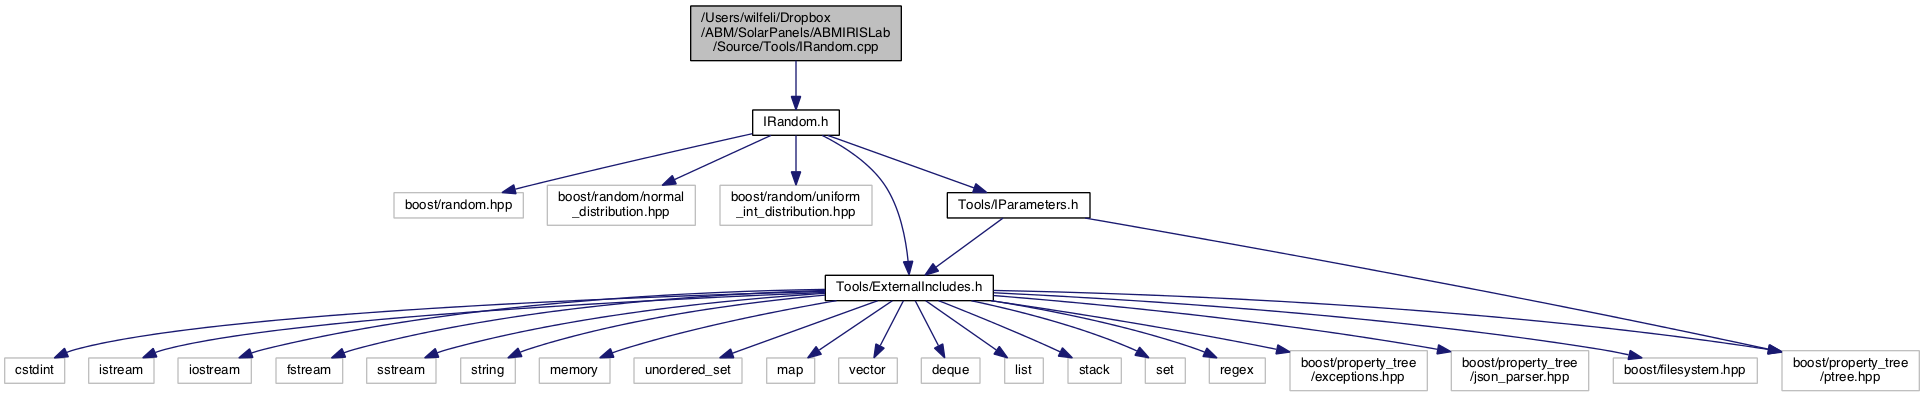 /Users/wilfeli/Dropbox
/ABM/SolarPanels/ABMIRISLab
/Source/Tools/IRandom.cpp
IRandom.h
boost/random.hpp
boost/random/normal
_distribution.hpp
boost/random/uniform
_int_distribution.hpp
Tools/IParameters.h
Tools/ExternalIncludes.h
cstdint
istream
iostream
fstream
sstream
string
memory
unordered_set
map
vector
deque
list
stack
set
regex
boost/property_tree
/exceptions.hpp
boost/property_tree
/json_parser.hpp
boost/filesystem.hpp
boost/property_tree
/ptree.hpp